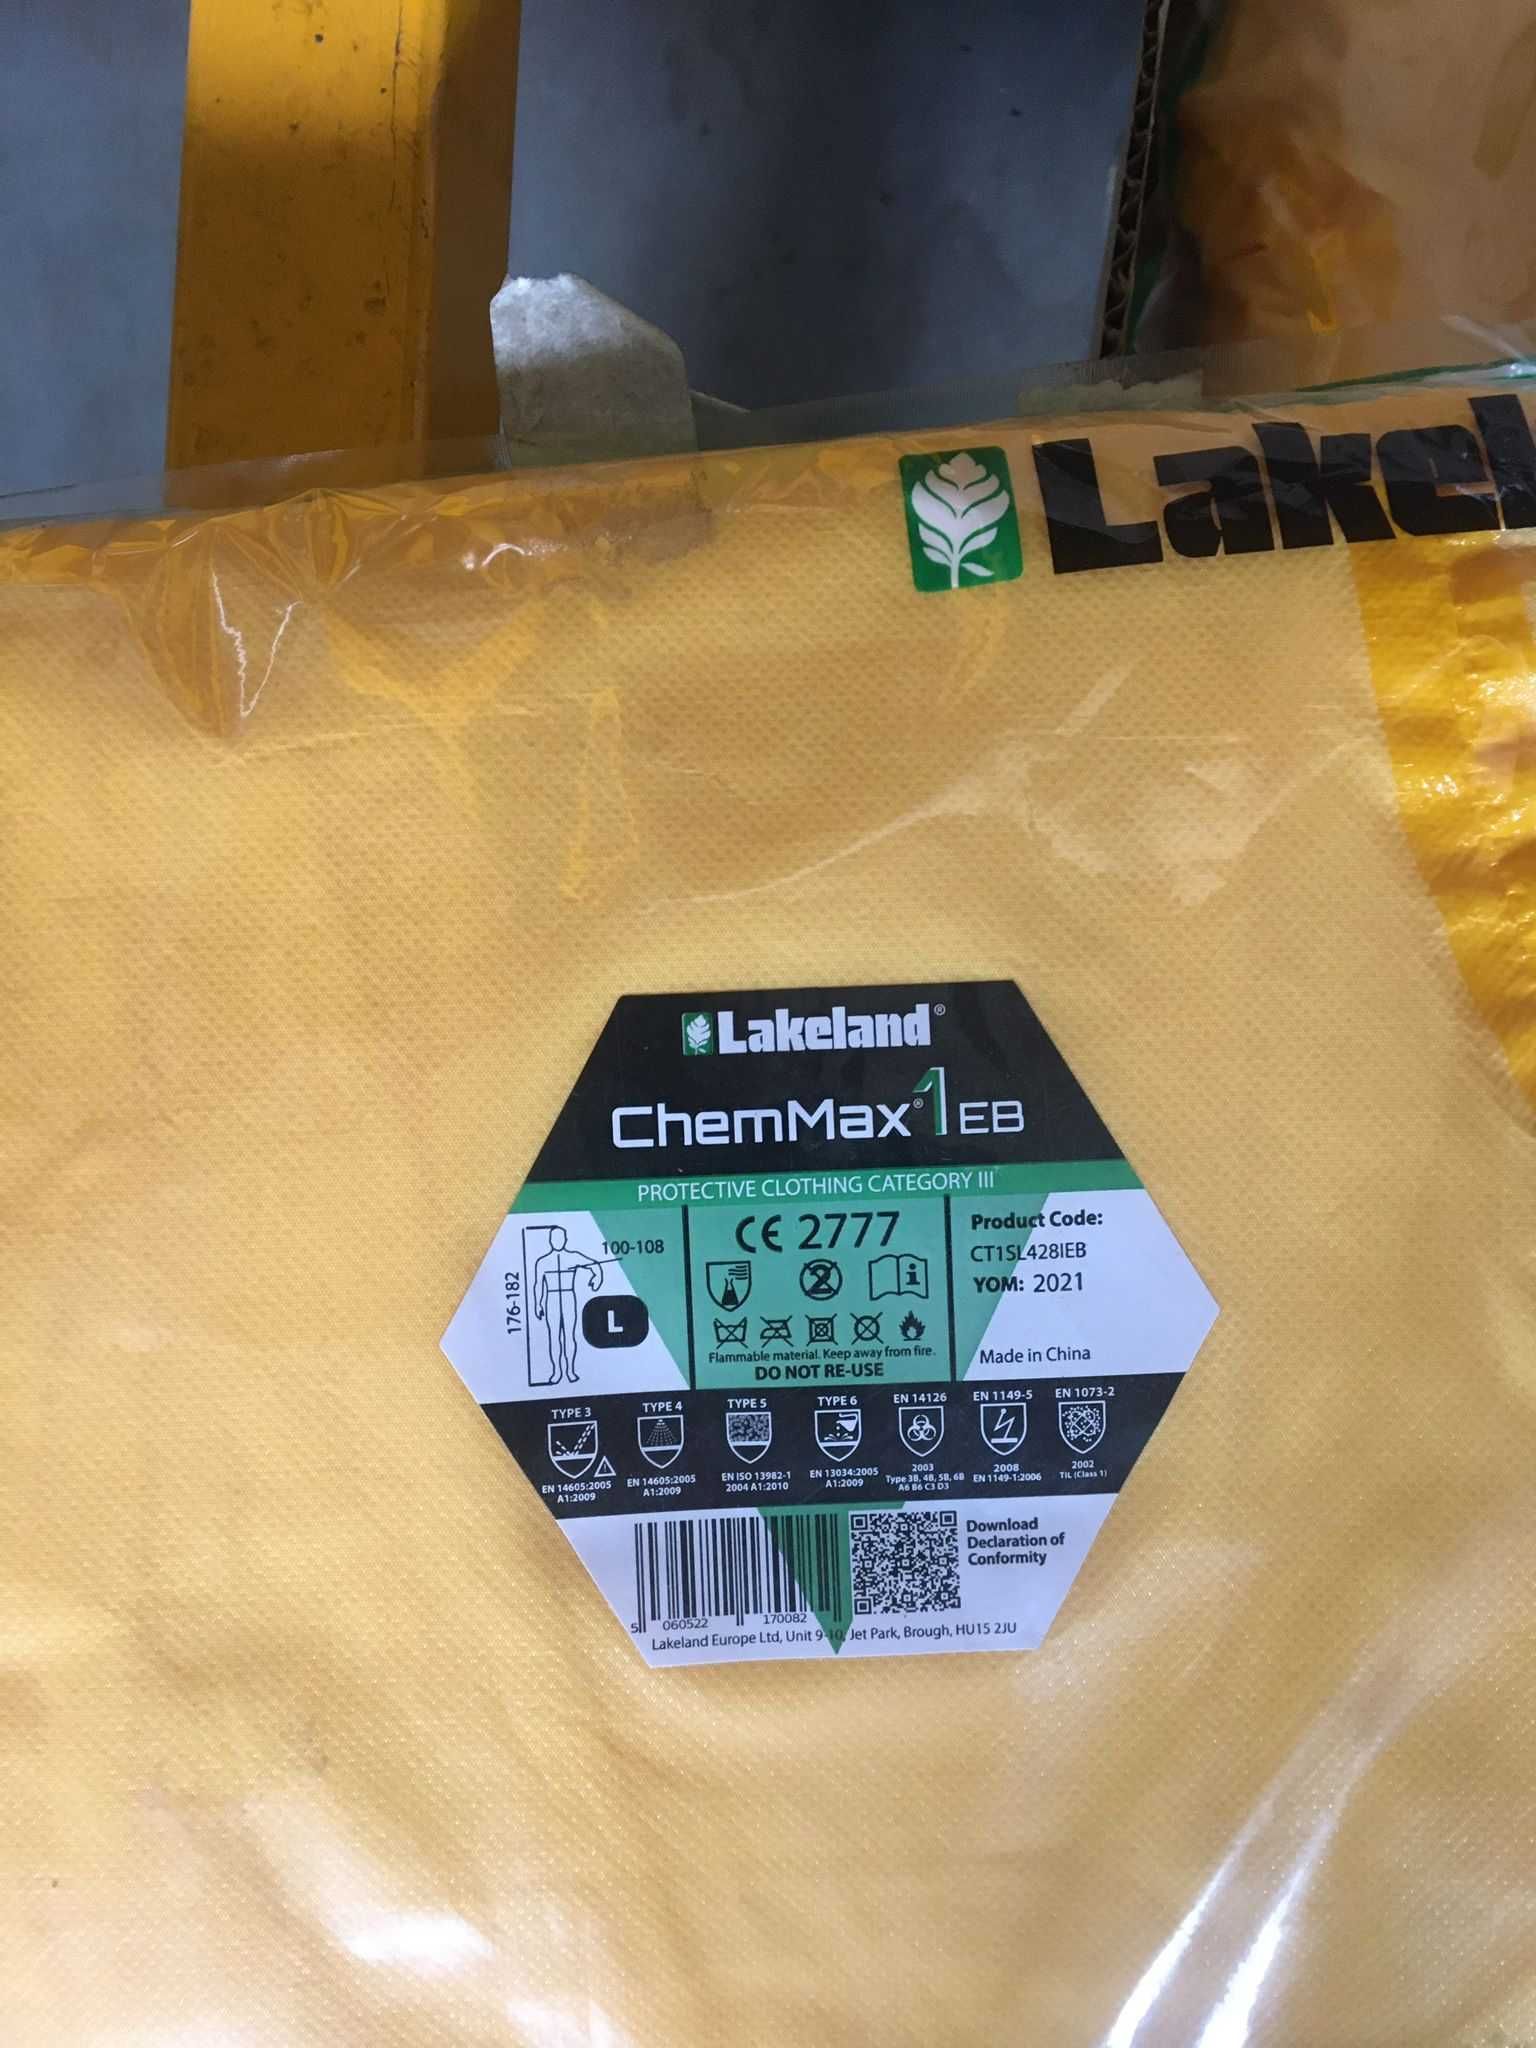 Lakel
Lakeland®
ChemMax® 1 EB
PROTECTIVE CLOTHING CATEGORY III
100-108
176-182
L
CE 2777
2
i
Flammable material. Keep away from fire.
DO NOT RE-USE
Product Code:
CT1SL428IEB
YOM: 2021
Made in China
TYPE 3
EN 14605:2005
A1:2009
TYPE 4
EN 14605:2005
A1:2009
TYPE 5
EN ISO 13982-1
2004 A1:2010
TYPE 6
EN 13034:2005
A1:2009
EN 14126
2003
Type 3B, 4B, 5B, 6B
A6 B6 C3 D3
EN 1149-5
2008
EN 1149-1:2006
EN 1073-2
2002
TIL (Class 1)
5 060522 170082
Download
Declaration of
Conformity
Lakeland Europe Ltd, Unit 9-10, Jet Park, Brough, HU15 2JU